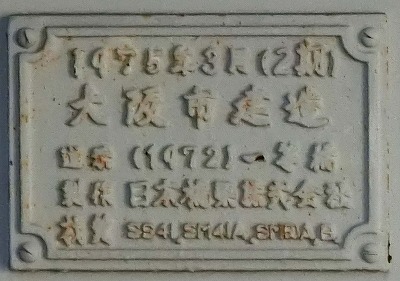 1975年3月(2期)
大阪市建造
道示(1972)一等橋
製作 日本橋梁株式会社
材質 SS41, SM41A, SM51A, B,